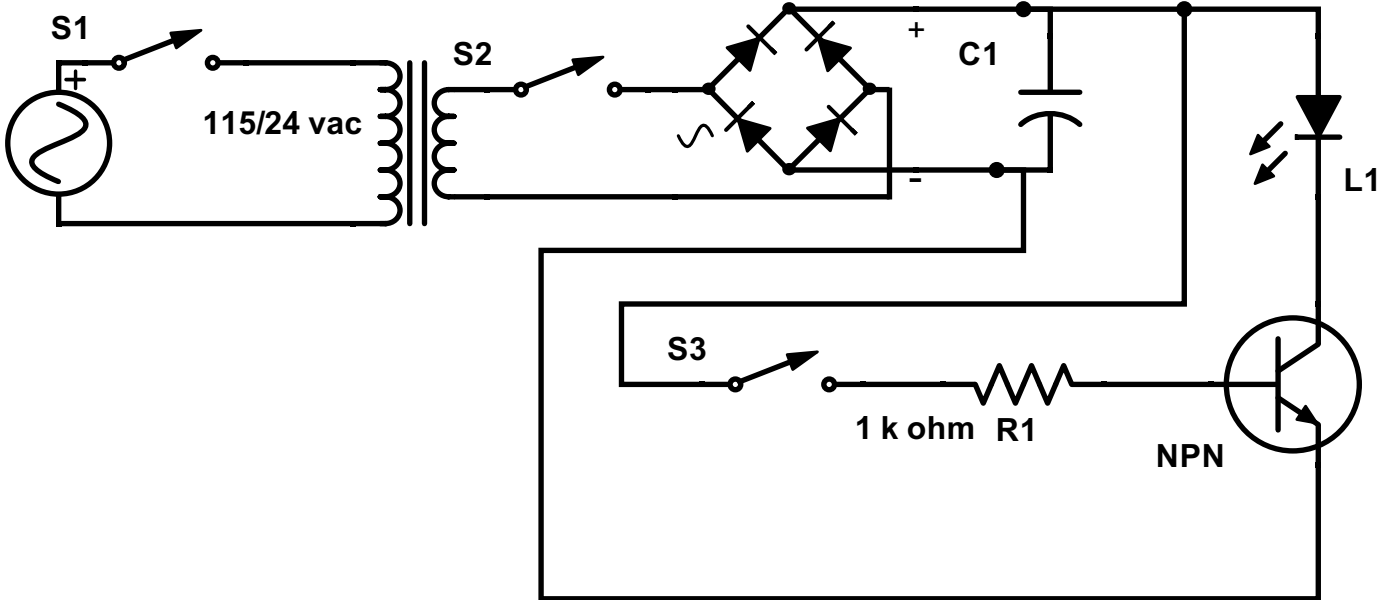 S1
+
115/24 vac
S2
+
-
C1
L1
S3
1 k ohm R1
NPN